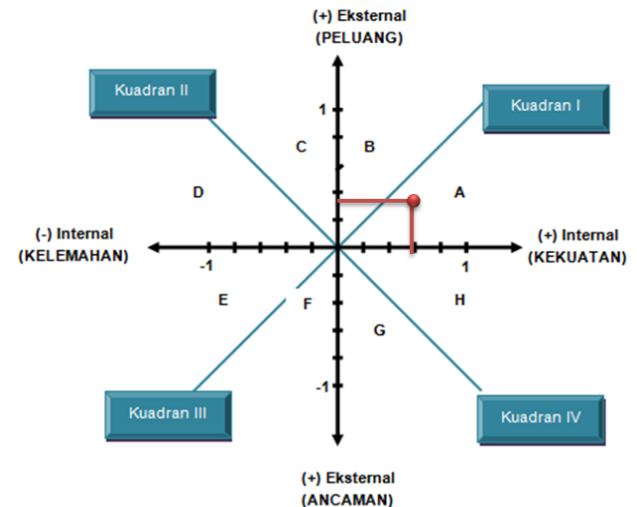 (+) Eksternal
(PELUANG)
Kuadran II
Kuadran I
1
C
B
D
A
(-) Internal
(KELEMAHAN)
(+) Internal
(KEKUATAN)
-1
1
E
F
H
G
-1
Kuadran III
Kuadran IV
(+) Eksternal
(ANCAMAN)